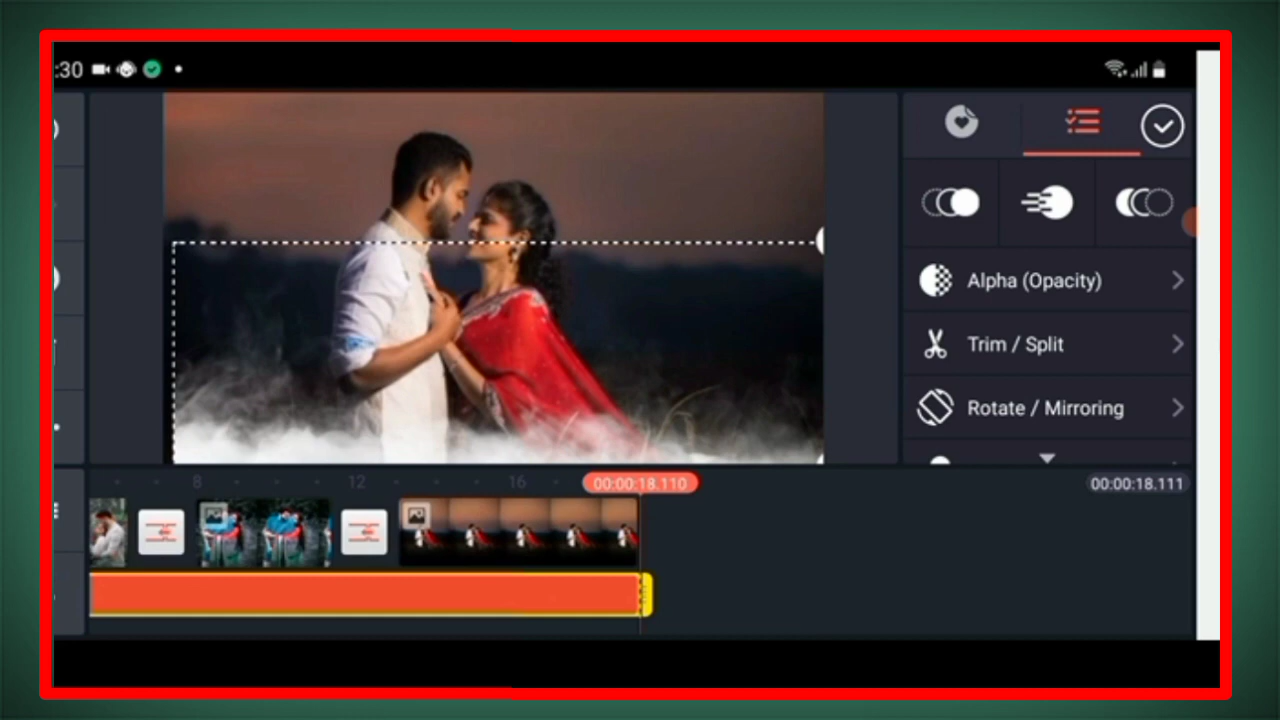 :30
Alpha (Opacity)
Trim / Split
Rotate / Mirroring
8
12
16
00:00:18.110
00:00:18.111